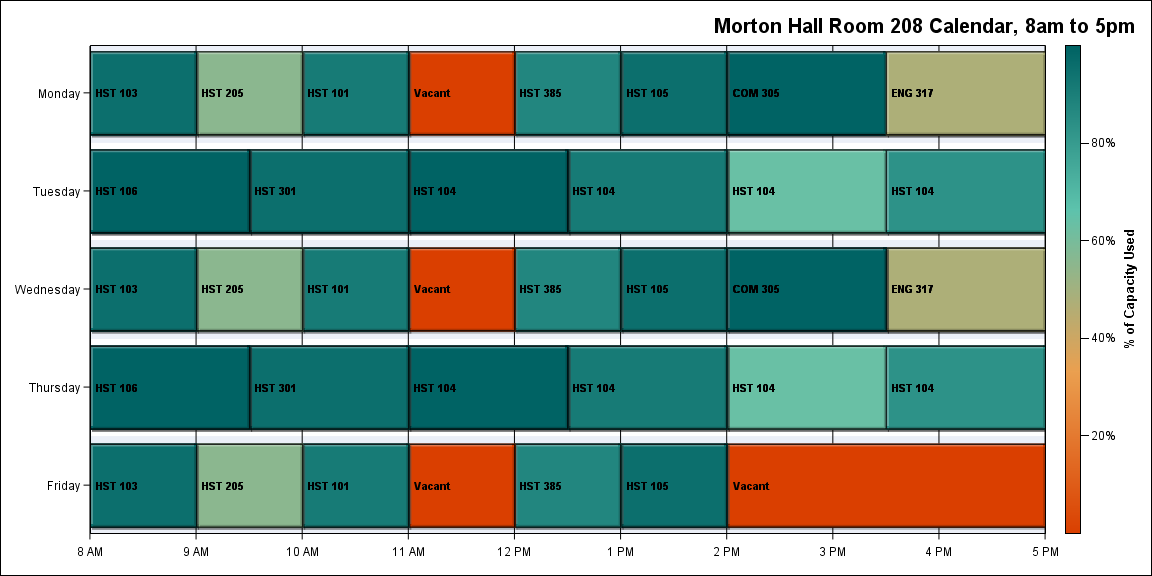 Morton Hall Room 208 Calendar, 8am to 5pm
Monday
HST 103
HST 205
HST 101
Vacant
HST 385
HST 105
COM 305
ENG 317
Tuesday
HST 106
HST 301
HST 104
HST 104
HST 104
HST 104
Wednesday
HST 103
HST 205
HST 101
Vacant
HST 385
HST 105
COM 305
ENG 317
Thursday
HST 106
HST 301
HST 104
HST 104
HST 104
HST 104
Friday
HST 103
HST 205
HST 101
Vacant
HST 385
HST 105
Vacant
8 AM
9 AM
10 AM
11 AM
12 PM
1 PM
2 PM
3 PM
4 PM
5 PM
80%
60%
40%
20%
% of Capacity Used